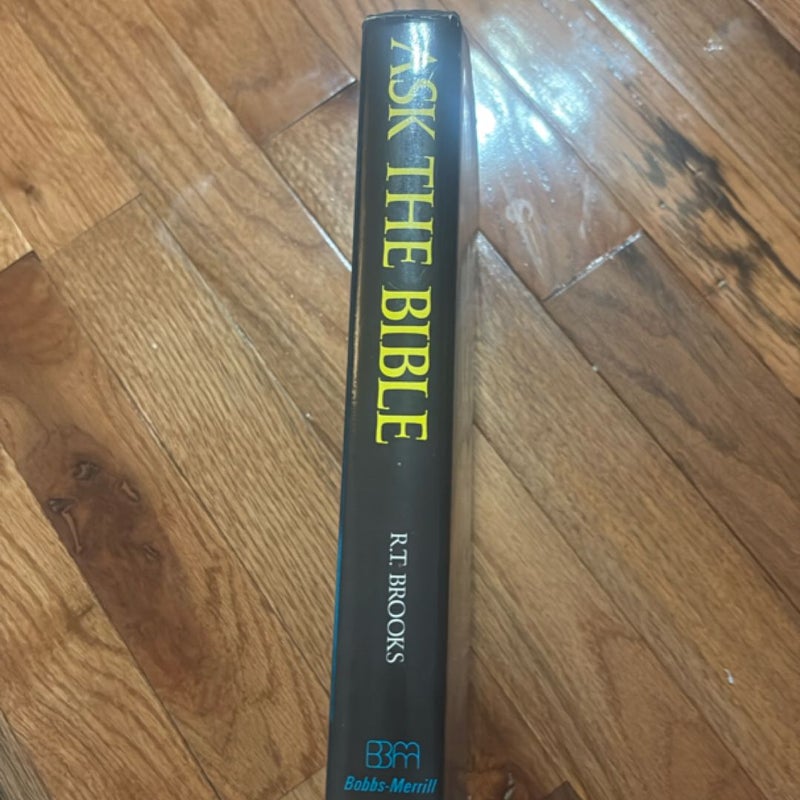 ASK THE BIBLE
R.T. BROOKS
BBM
Bobbs-Merrill